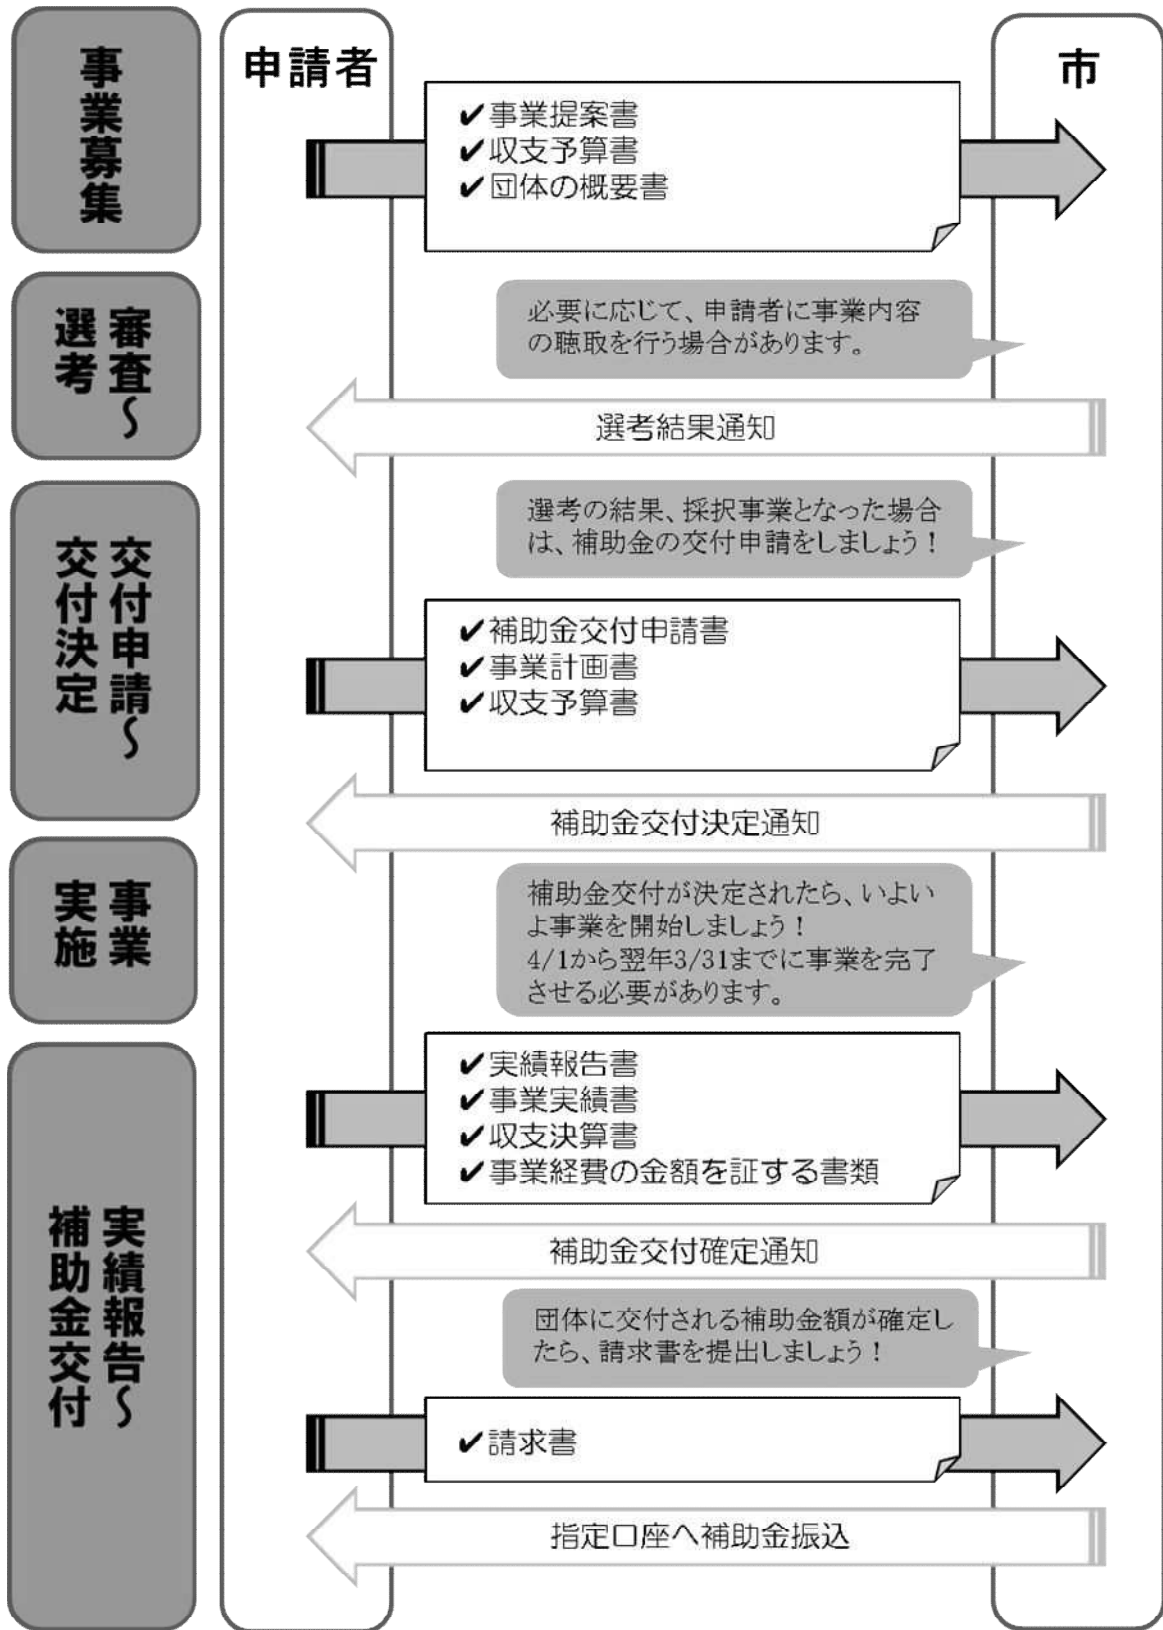 申請者
市
事業募集
✔事業提案書
✔収支予算書
✔団体の概要書
審査～
選考
必要に応じて、申請者に事業内容
の聴取を行う場合があります。
選考結果通知
交付申請～
交付決定
選考の結果、採択事業となった場合
は、補助金の交付申請をしましょう！
✔補助金交付申請書
✔事業計画書
✔収支予算書
補助金交付決定通知
事業
実施
補助金交付が決定されたら、いよい
よ事業を開始しましょう！
4/1から翌年3/31までに事業を完了
させる必要があります。
実績報告～
補助金交付
✔実績報告書
✔事業実績書
✔収支決算書
✔事業経費の金額を証する書類
補助金交付確定通知
団体に交付される補助金額が確定し
たら、請求書を提出しましょう！
✔請求書
指定口座へ補助金振込